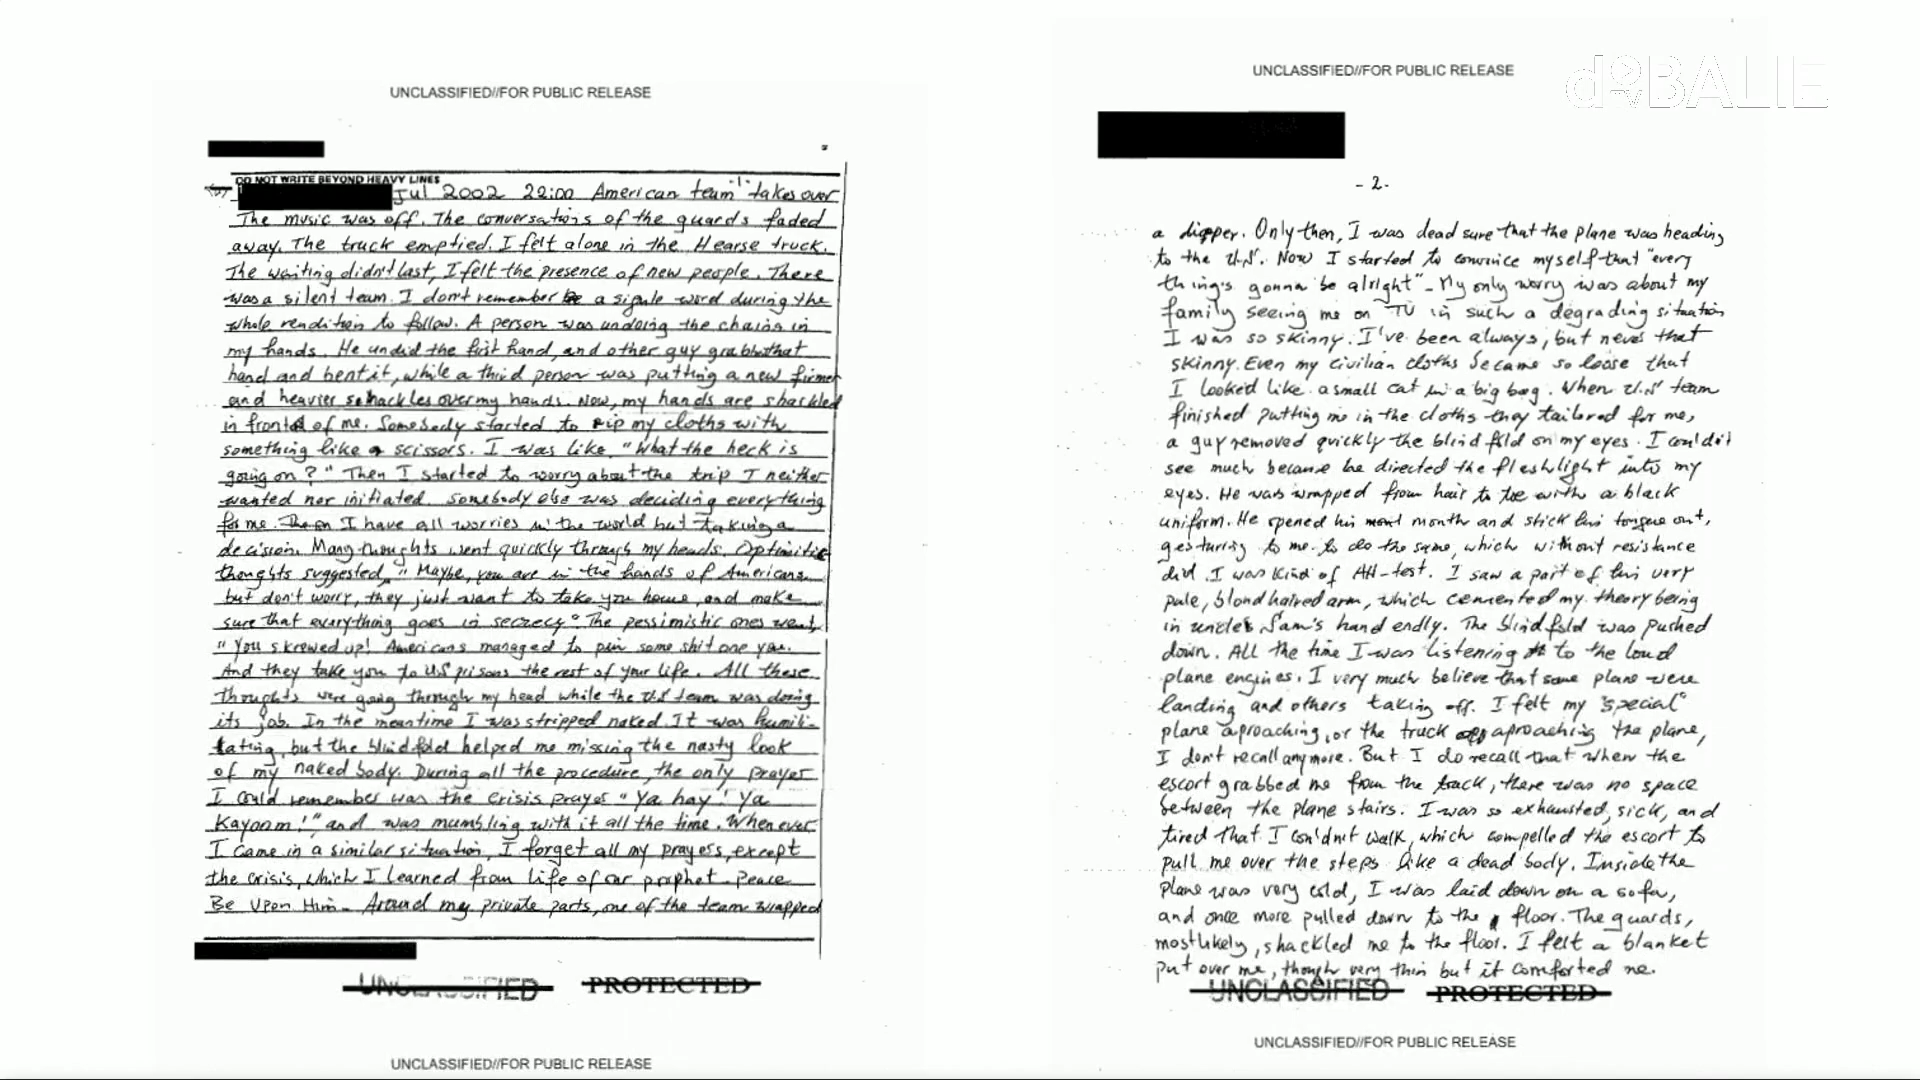 UNCLASSIFIED//FOR PUBLIC RELEASE
DO NOT WRITE BEYOND HEAVY LINES
-1-
Jul 2002 22:00 American team takes over
The music was off. The conversations of the guards faded
away. The truck emptied. I felt alone in the Hearse truck.
The waiting didn't last, I felt the presence of new people. There
was a silent team. I don't remember a signle word during the
whole rendition to follow. A person was undoing the chains in
my hands. He undid the first hand, and other guy grabb that
hand and bent it, while a third person was putting a new firmer
and heavier shackles over my hands. Now, my hands are shackled
in front of me. Somebody started to rip my cloths with
something like a scissors. I was like, "What the heck is
going on?" Then I started to worry about the trip I neither
wanted nor initiated. Somebody else was deciding everything
for me. I have all worries in the world but taking a
decision. Many thoughts went quickly through my heads. Optimitic
thoughts suggested, "Maybe, you are in the hands of Americans
but don't worry, they just want to take you home, and make
sure that everything goes in secrecy". The pessimistic ones went,
"You skrewed up! Americans managed to pin some shit one you.
And they take you to US prisons the rest of your life. All these
thoughts were going through my head while the US team was doing
its job. In the meantime I was stripped naked. It was humili-
tating, but the blindfold helped me missing the nasty look
of my naked body. During all the procedure, the only prayer
I could remember was the crisis prayer "Ya hay! Ya
Kayoom!" and was mumbling with it all the time. Whenever
I came in a similar situation, I forget all my prayers, except
the crisis, which I learned from life of our prophet - Peace
Be Upon Him - Around my private parts, one of the team wrapped
UNCLASSIFIED PROTECTED
UNCLASSIFIED//FOR PUBLIC RELEASE
UNCLASSIFIED//FOR PUBLIC RELEASE
de BALIE
tv
- 2 -
a diaper. Only then, I was dead sure that the plane was heading
to the U.S. Now I started to convince myself that "every
thing's gonna be alright" - My only worry was about my
family seeing me on TV in such a degrading situation
I was so skinny. I've been always, but never that
skinny. Even my civilian cloths became so loose that
I looked like a small cat in a big bag. When U.S team
finished putting me in the cloths they tailored for me,
a guy removed quickly the blind fold on my eyes. I couldn't
see much because he directed the fleshlight into my
eyes. He was wrapped from hair to toe with a black
uniform. He opened his month and stick his tongue out,
gesturing to me to do the same, which without resistance
did. I was kind of AH-test. I saw a part of his very
pale, blond haired arm, which cemented my theory being
in uncle Sam's hand endly. The blindfold was pushed
down. All the time I was listening to the loud
plane engines. I very much believe that some plane were
landing and others taking off. I felt my "special"
plane aproaching, or the truck aproaching the plane,
I don't recall anymore. But I do recall that when the
escort grabbed me from the track, there was no space
between the plane stairs. I was so exhausted, sick, and
tired that I couldnt walk, which compelled the escort to
pull me over the steps like a dead body. Inside the
plane was very cold, I was laid down on a sofa,
and once more pulled down to the floor. The guards,
mostlikely, shackled me to the floor. I felt a blanket
put over me, though very thin but it comforted me.
UNCLASSIFIED PROTECTED
UNCLASSIFIED//FOR PUBLIC RELEASE